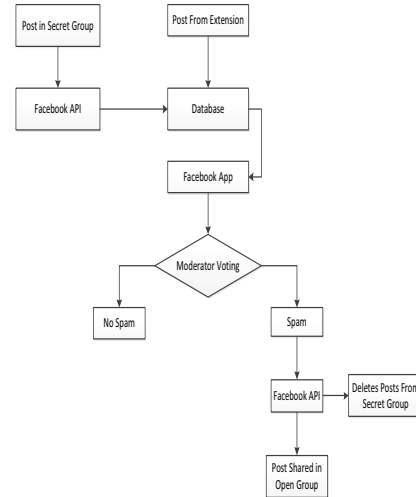 Post in Secret Group
Post From Extension
Facebook API
Database
Facebook App
Moderator Voting
No Spam
Spam
Facebook API
Deletes Posts From
Secret Group
Post Shared in
Open Group